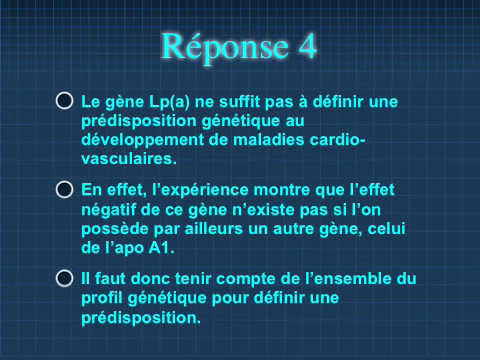 Réponse 4
Le gène Lp(a) ne suffit pas à définir une
prédisposition génétique au
développement de maladies cardio-
vasculaires.
En effet, l’expérience montre que l’effet
négatif de ce gène n’existe pas si l’on
possède par ailleurs un autre gène, celui
de l’apo A1.
Il faut donc tenir compte de l’ensemble du
profil génétique pour définir une
prédisposition.